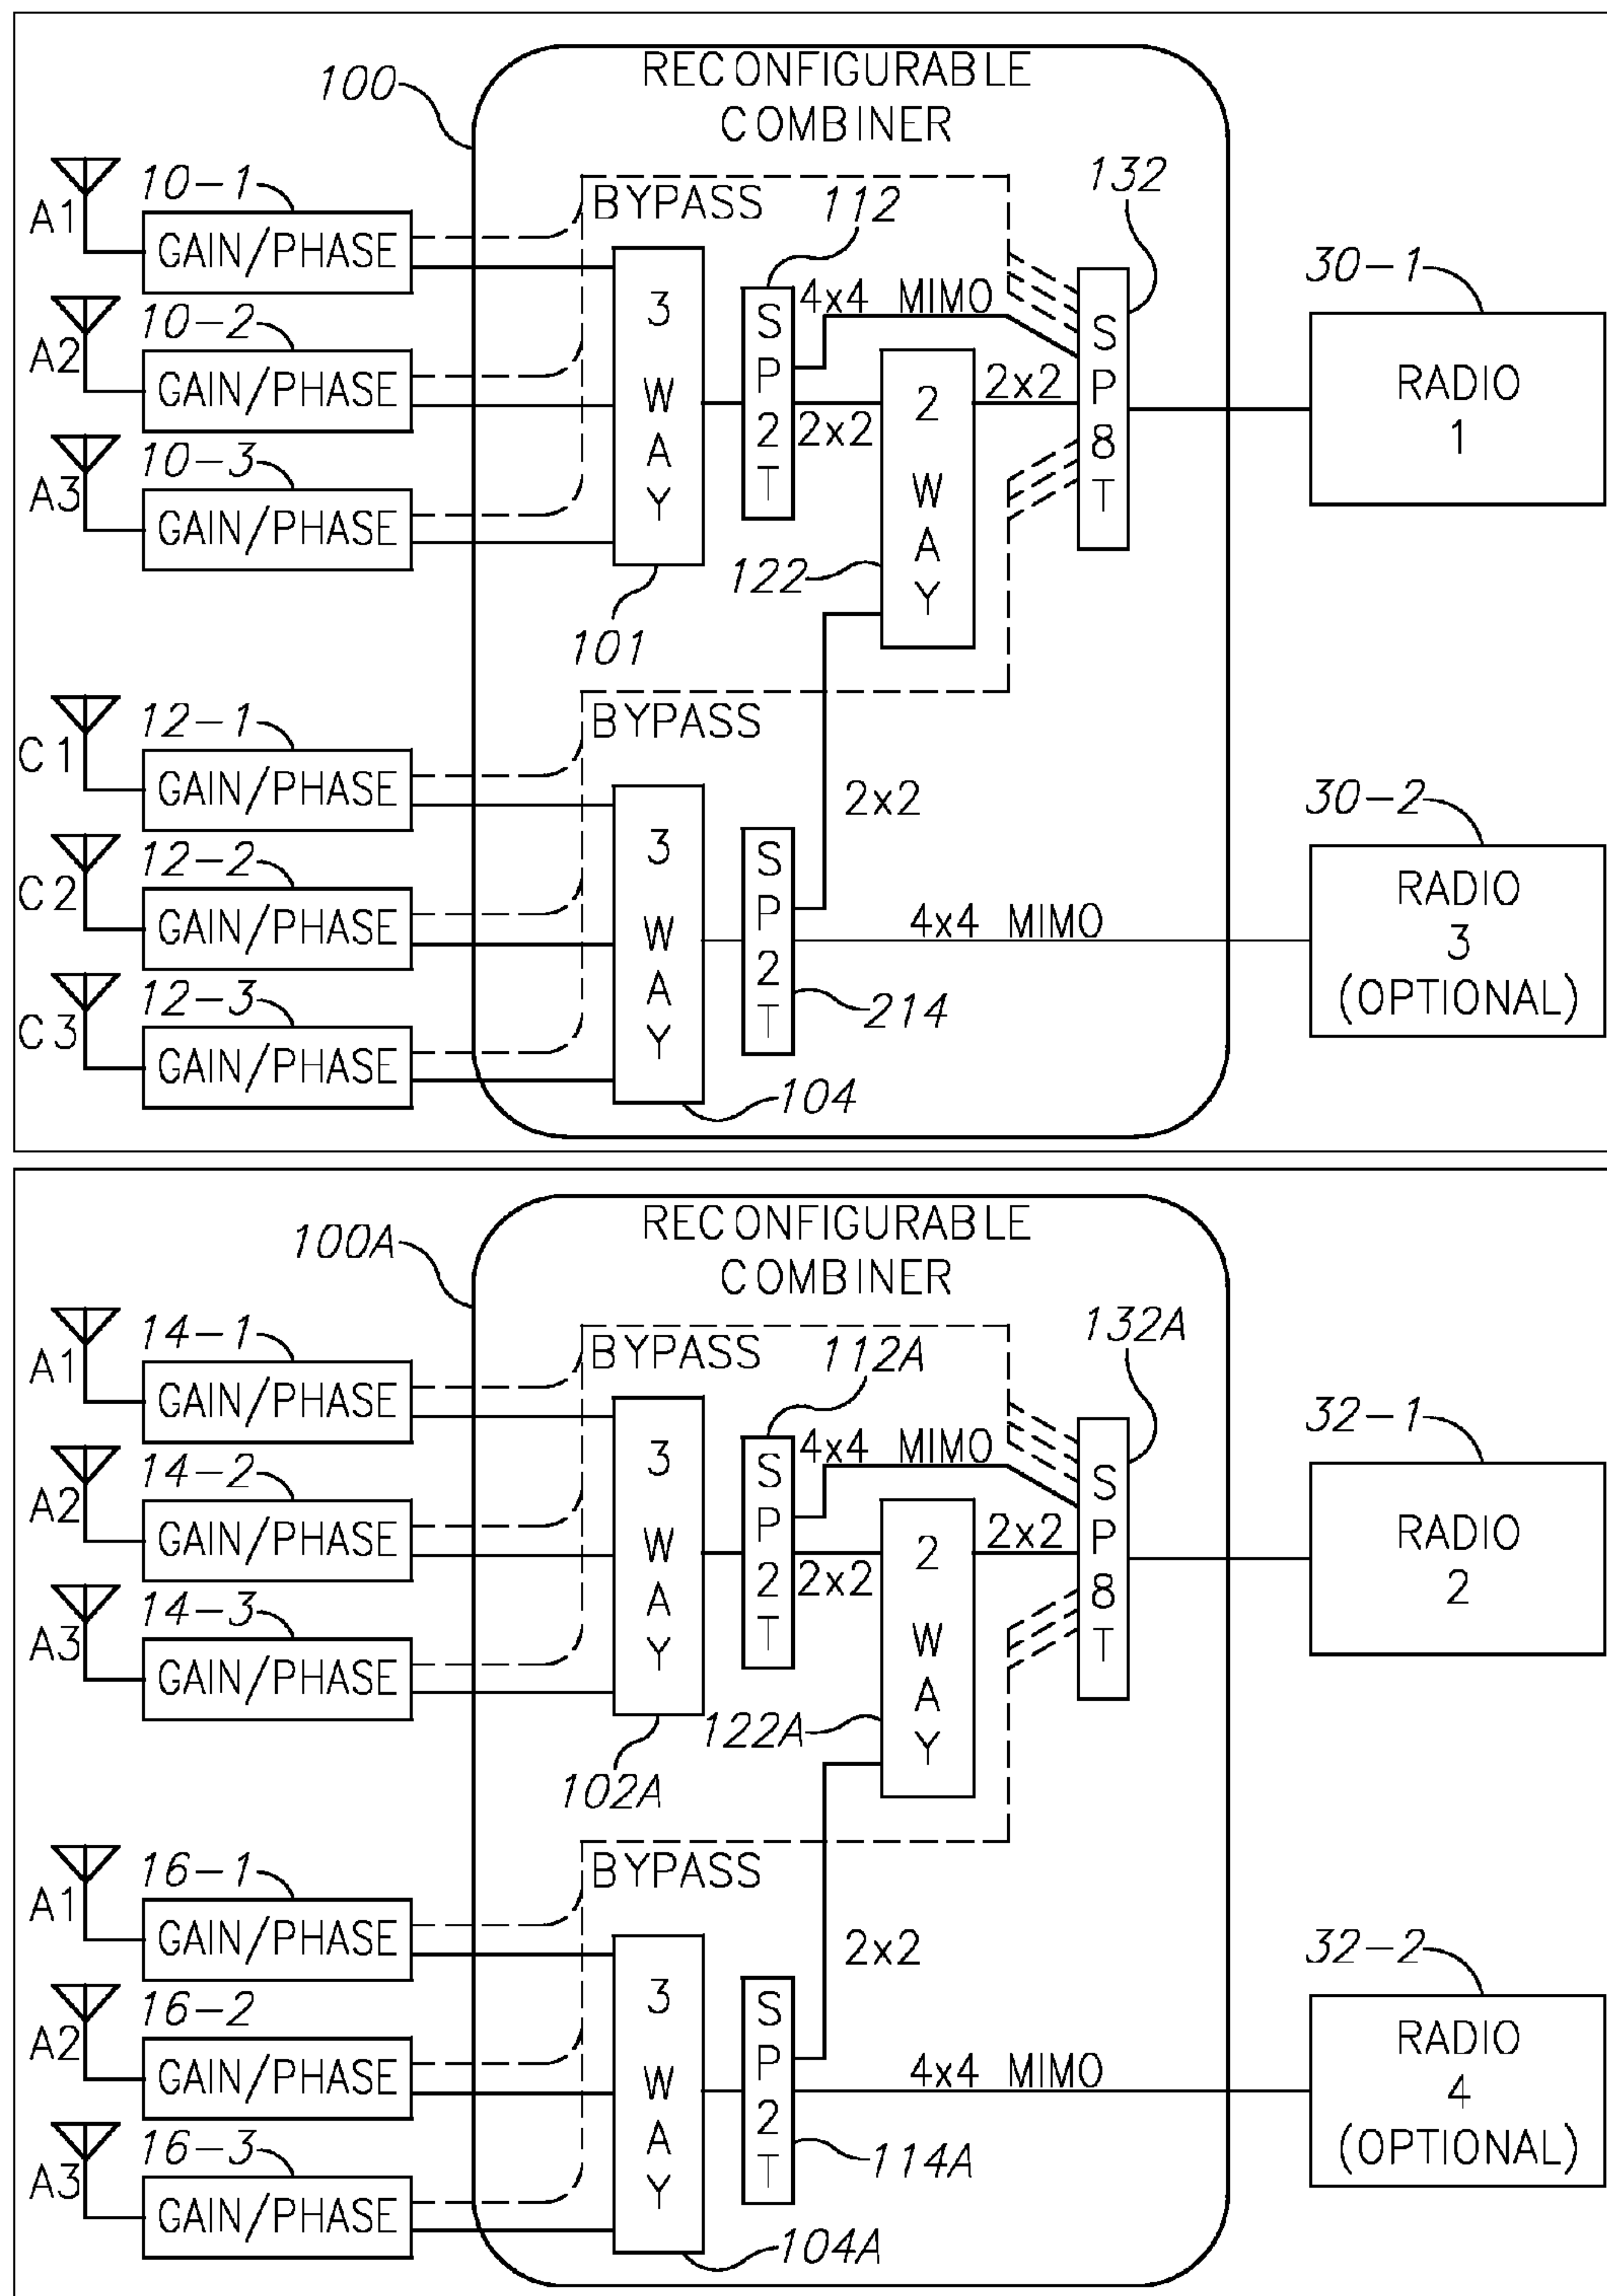 RECONFIGURABLE
COMBINER
100
A1
10-1
GAIN/PHASE
A2
10-2
GAIN/PHASE
A3
10-3
GAIN/PHASE
BYPASS
3 WAY
101
112
SP2T
4x4 MIMO
2x2
2 WAY
122
2x2
132
SP8T
30-1
RADIO
1
C1
12-1
GAIN/PHASE
C2
12-2
GAIN/PHASE
C3
12-3
GAIN/PHASE
BYPASS
3 WAY
104
SP2T
214
2x2
4x4 MIMO
30-2
RADIO
3
(OPTIONAL)
RECONFIGURABLE
COMBINER
100A
A1
14-1
GAIN/PHASE
A2
14-2
GAIN/PHASE
A3
14-3
GAIN/PHASE
BYPASS
3 WAY
102A
112A
SP2T
4x4 MIMO
2x2
2 WAY
122A
2x2
132A
SP8T
32-1
RADIO
2
A1
16-1
GAIN/PHASE
A2
16-2
GAIN/PHASE
A3
16-3
GAIN/PHASE
BYPASS
3 WAY
104A
SP2T
114A
2x2
4x4 MIMO
32-2
RADIO
4
(OPTIONAL)